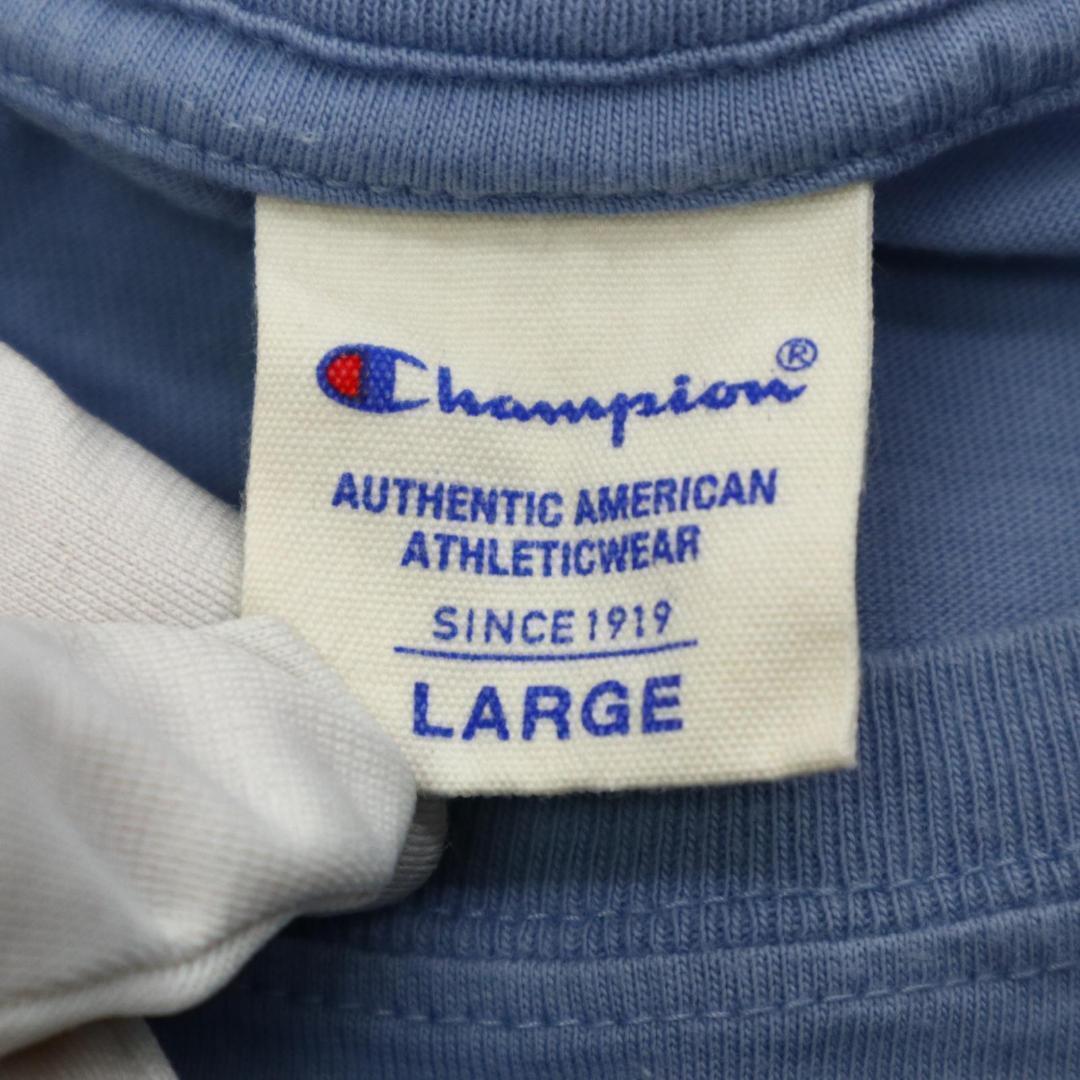 Champion®
AUTHENTIC AMERICAN
ATHLETICWEAR
SINCE 1919
LARGE